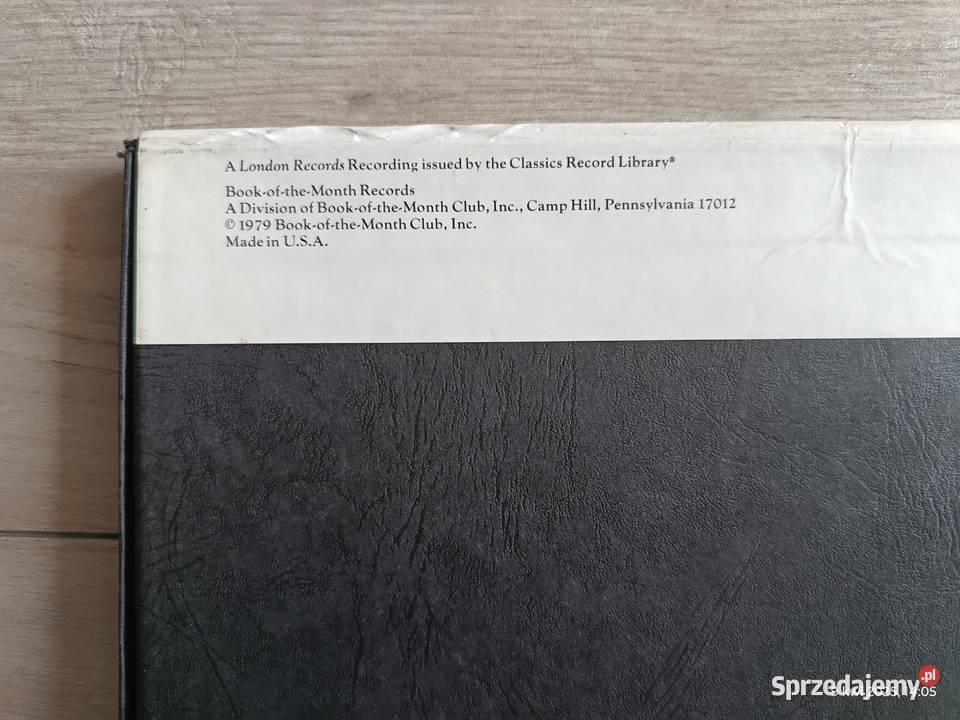 A London Records Recording issued by the Classics Record Library®
Book-of-the-Month Records
A Division of Book-of-the-Month Club, Inc., Camp Hill, Pennsylvania 17012
© 1979 Book-of-the-Month Club, Inc.
Made in U.S.A.
Sprzedajemy.pl